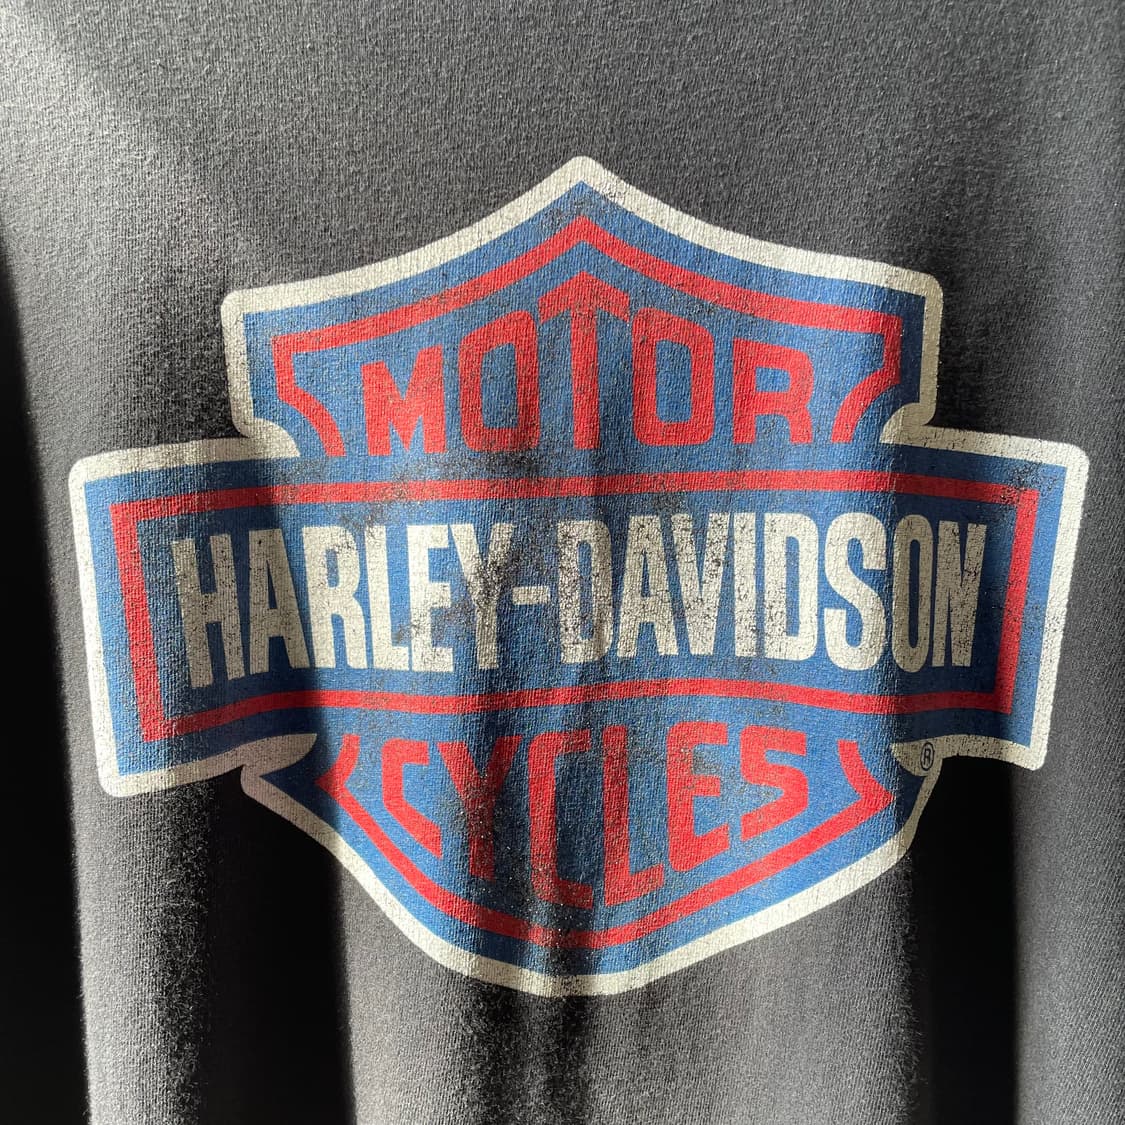 MOTOR
HARLEY-DAVIDSON
CYCLES
®